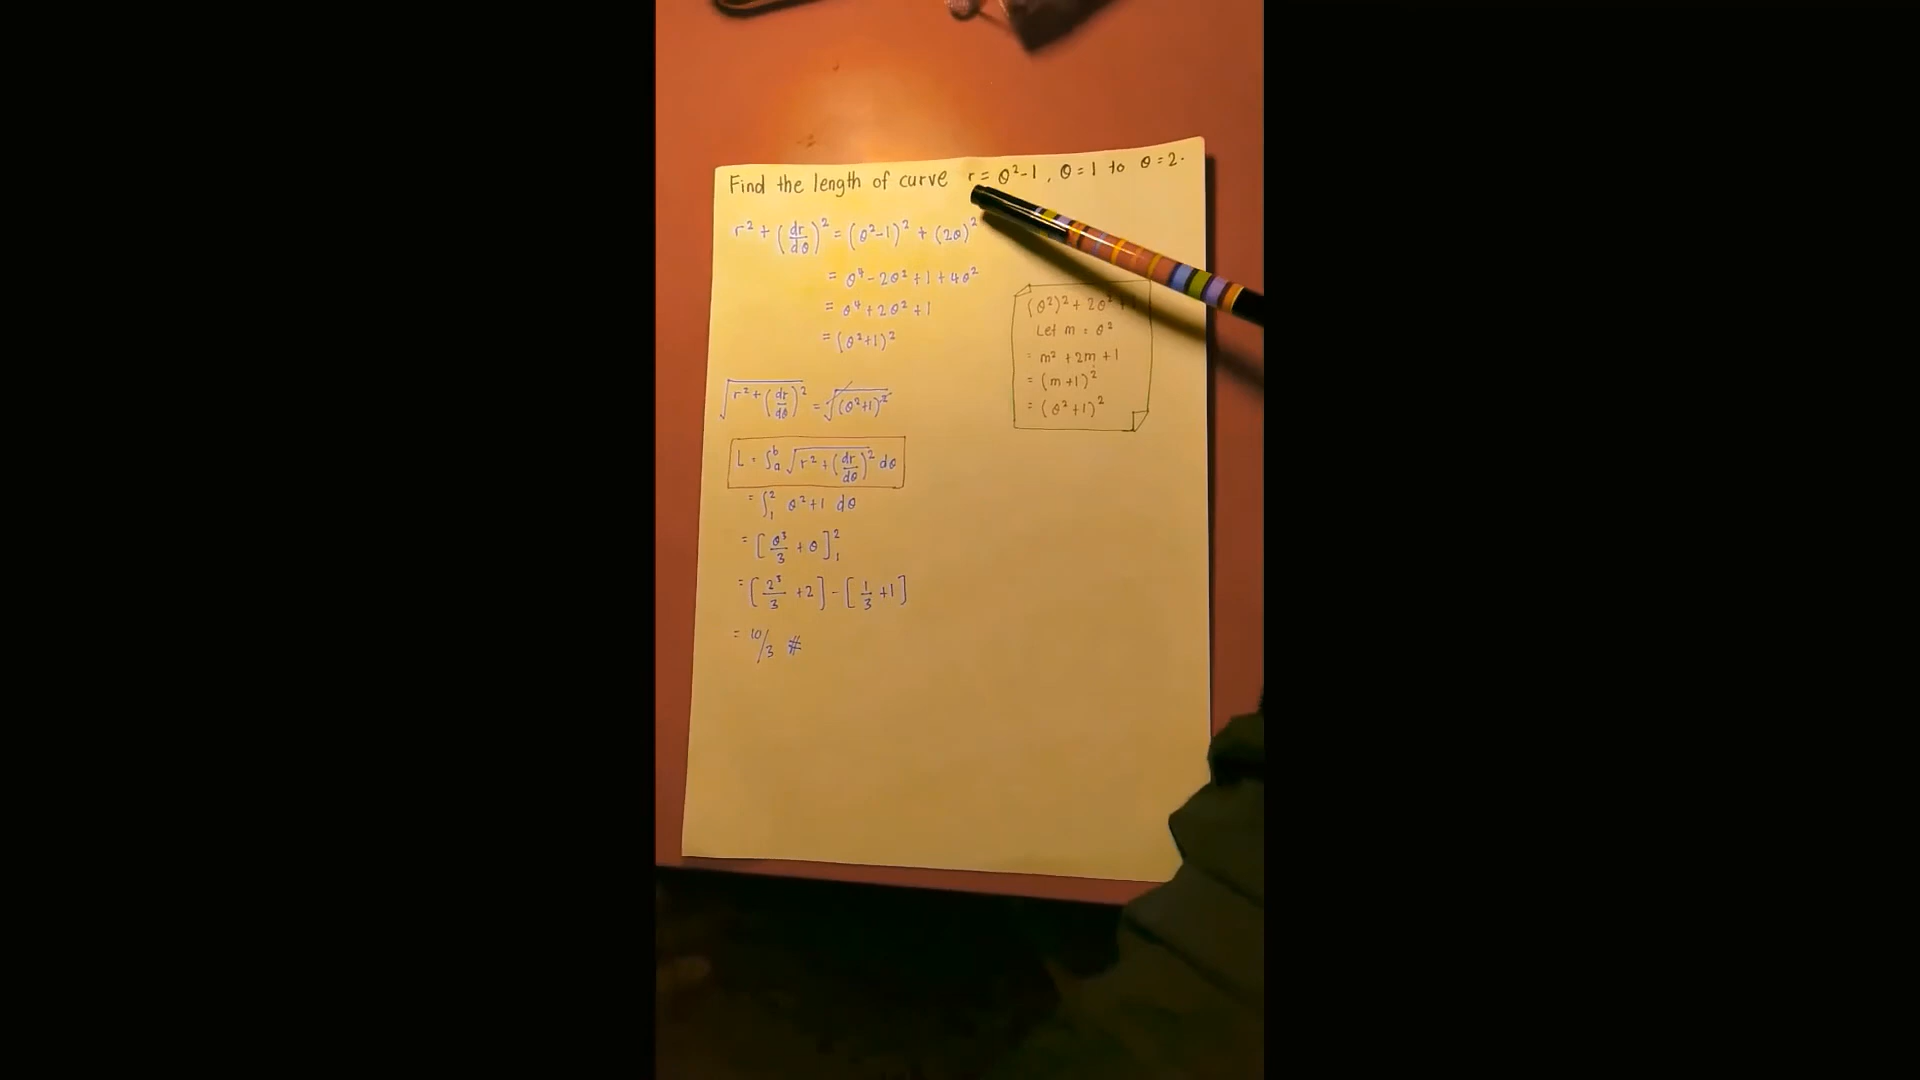 Find the length of curve r = θ²-1, θ=1 to θ=2.
r² + (dr/dθ)² = (θ²-1)² + (2θ)²
= θ⁴ - 2θ² + 1 + 4θ²
= θ⁴ + 2θ² + 1
= (θ²+1)²
√(r² + (dr/dθ)²) = √((θ²+1)²)
L = ∫ₐᵇ √(r² + (dr/dθ)²) dθ
= ∫₁² θ²+1 dθ
= [θ³/3 + θ]₁²
= [2³/3 + 2] - [1/3 + 1]
= 10/3 #
(θ²)² + 2θ² +
Let m = θ²
= m² + 2m + 1
= (m+1)²
= (θ²+1)²